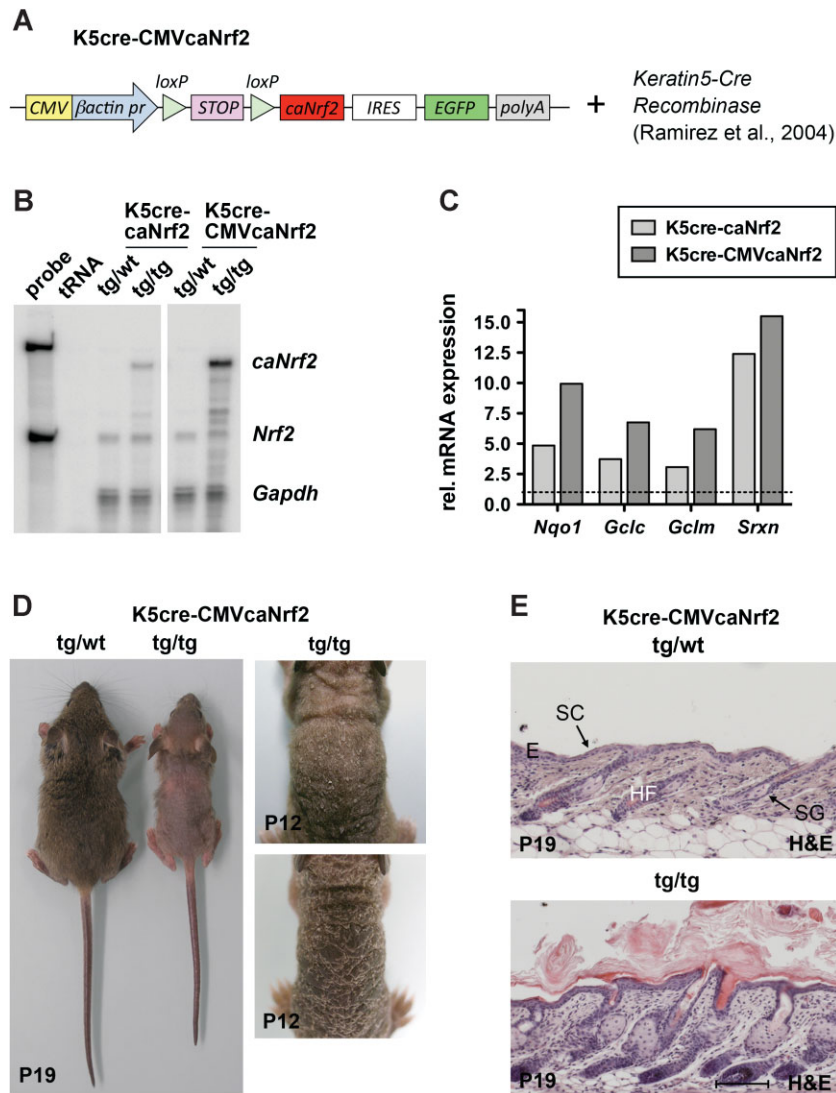 A
K5cre-CMVcaNrf2
loxP loxP
CMV βactin pr STOP caNrf2 IRES EGFP polyA
+
Keratin5-Cre
Recombinase
(Ramirez et al., 2004)
B
K5cre-
caNrf2
K5cre-
CMVcaNrf2
probe tRNA tg/wt tg/tg tg/wt tg/tg
caNrf2
Nrf2
Gapdh
C
K5cre-caNrf2
K5cre-CMVcaNrf2
rel. mRNA expression
15.0
12.5
10.0
7.5
5.0
2.5
0.0
Nqo1 Gclc Gclm Srxn
D
K5cre-CMVcaNrf2
tg/wt tg/tg
P19
tg/tg
P12
P12
E
K5cre-CMVcaNrf2
tg/wt
SC
E
HF
SG
P19 H&E
tg/tg
P19 H&E